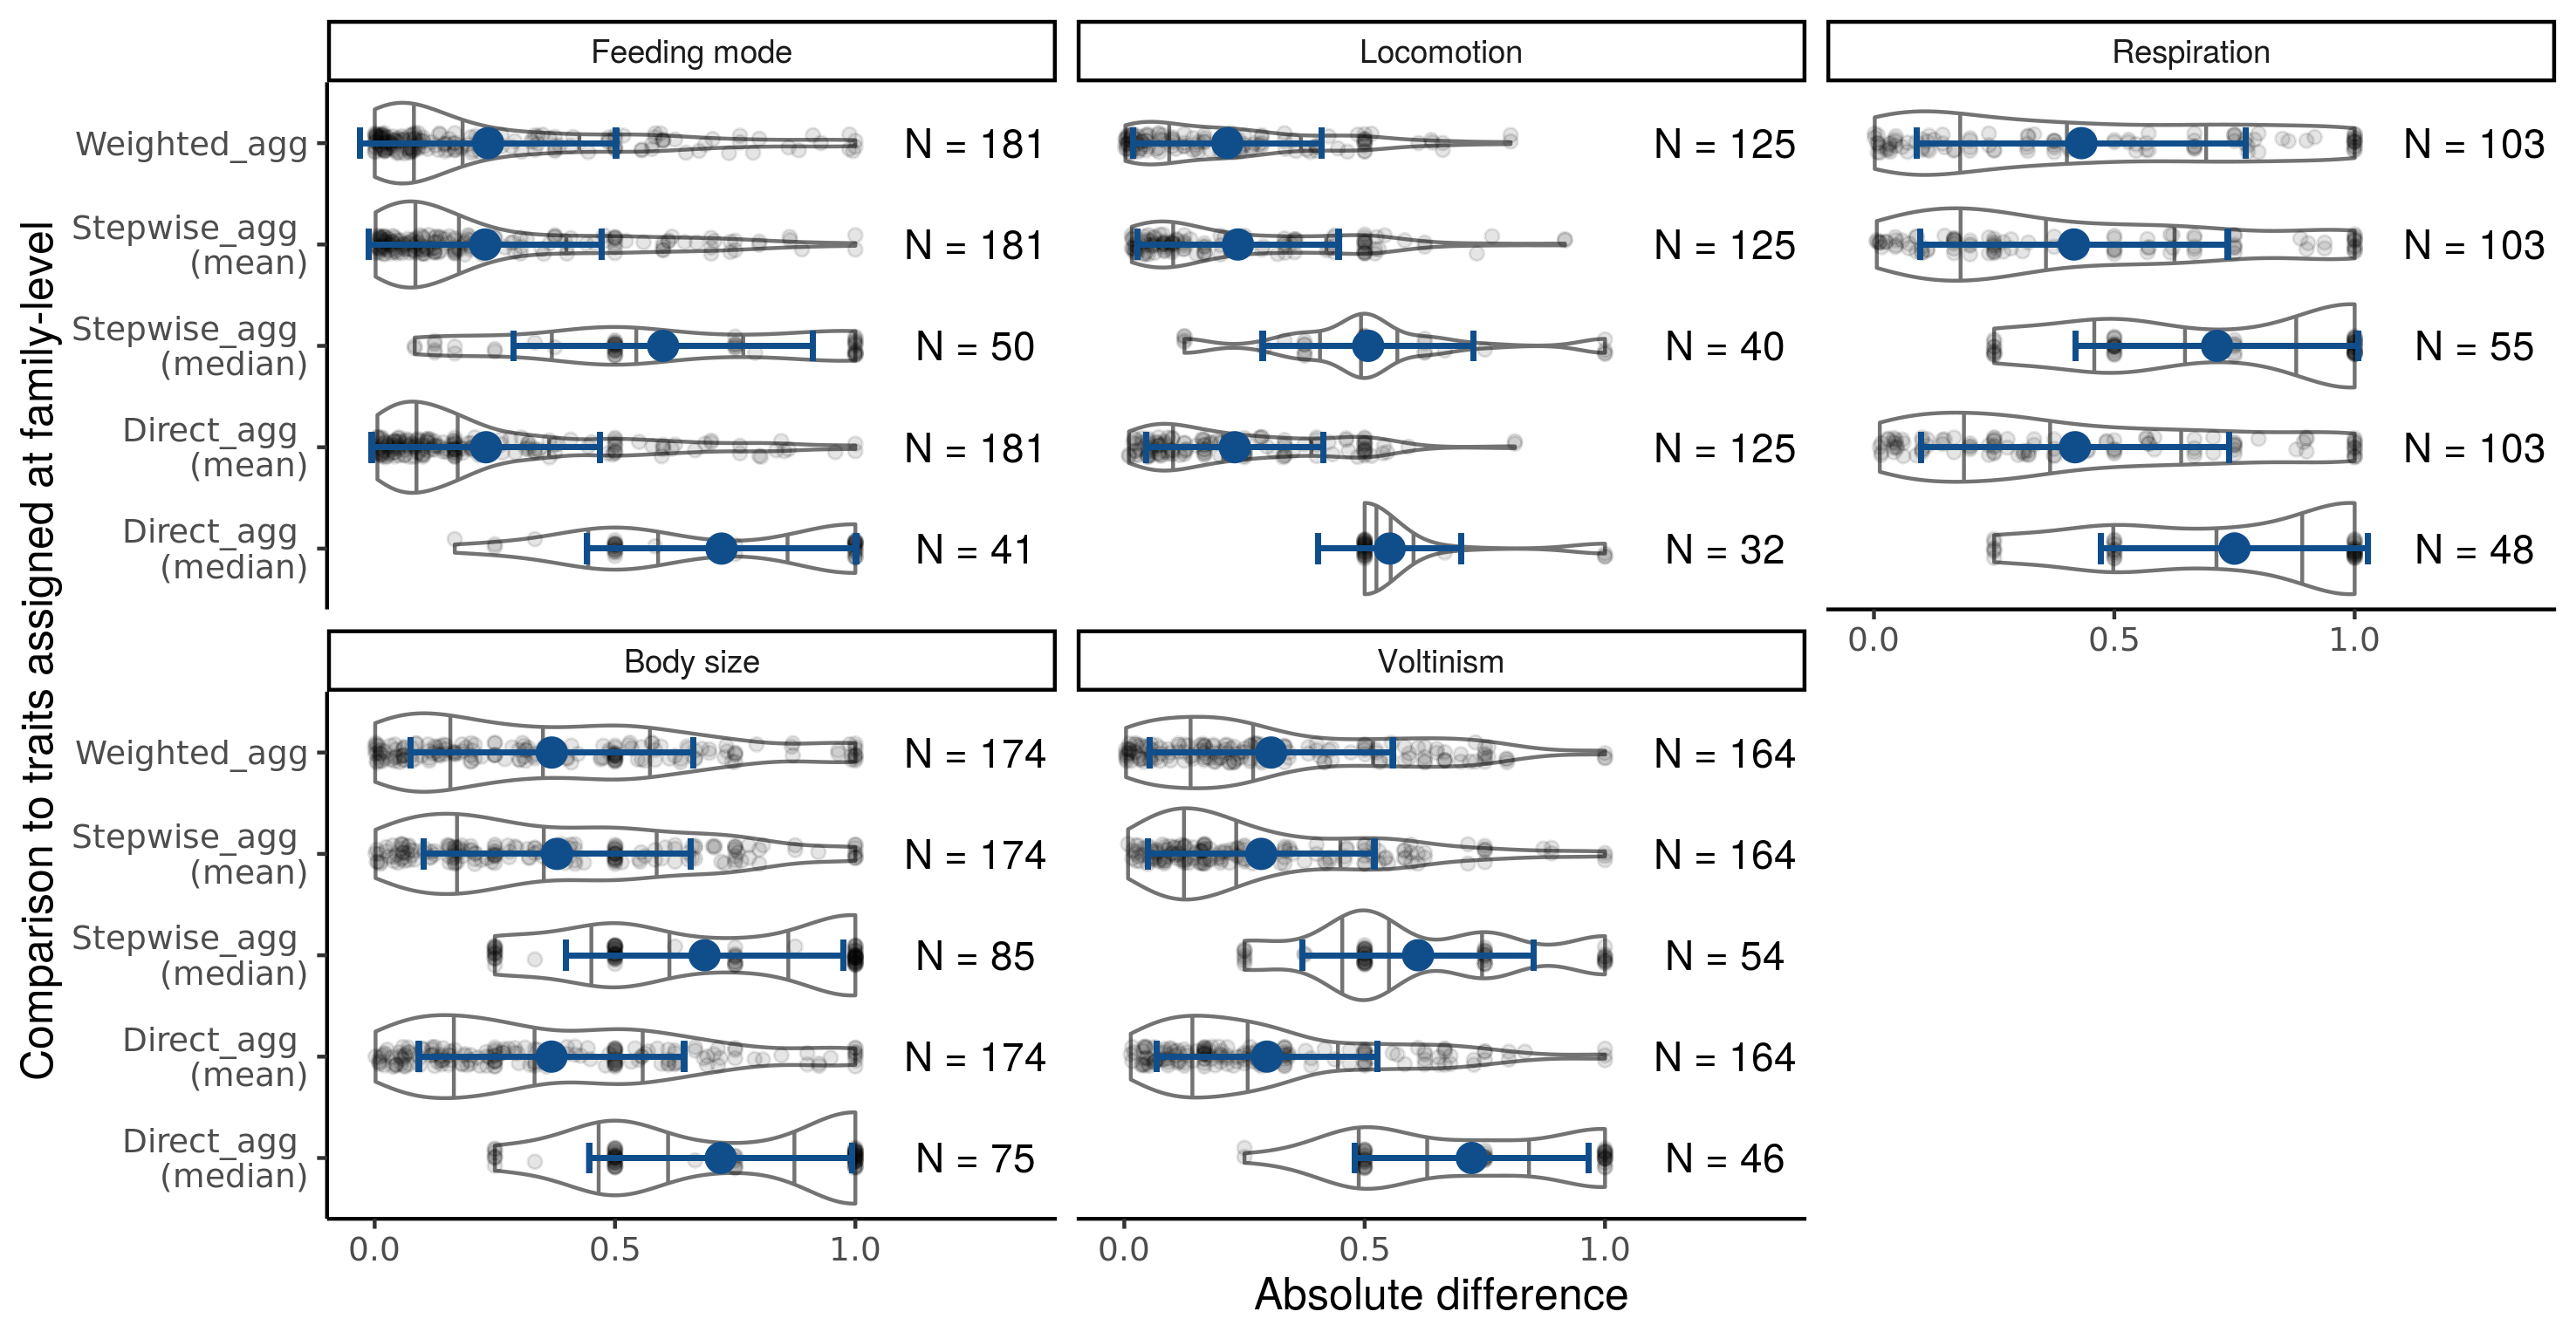 Comparison to traits assigned at family-level
Feeding mode
Weighted_agg
N = 181
Stepwise_agg
(mean)
N = 181
Stepwise_agg
(median)
N = 50
Direct_agg
(mean)
N = 181
Direct_agg
(median)
N = 41
Locomotion
N = 125
N = 125
N = 40
N = 125
N = 32
Respiration
N = 103
N = 103
N = 55
N = 103
N = 48
0.0 0.5 1.0
Body size
Weighted_agg
N = 174
Stepwise_agg
(mean)
N = 174
Stepwise_agg
(median)
N = 85
Direct_agg
(mean)
N = 174
Direct_agg
(median)
N = 75
0.0 0.5 1.0
Voltinism
N = 164
N = 164
N = 54
N = 164
N = 46
0.0 0.5 1.0
Absolute difference